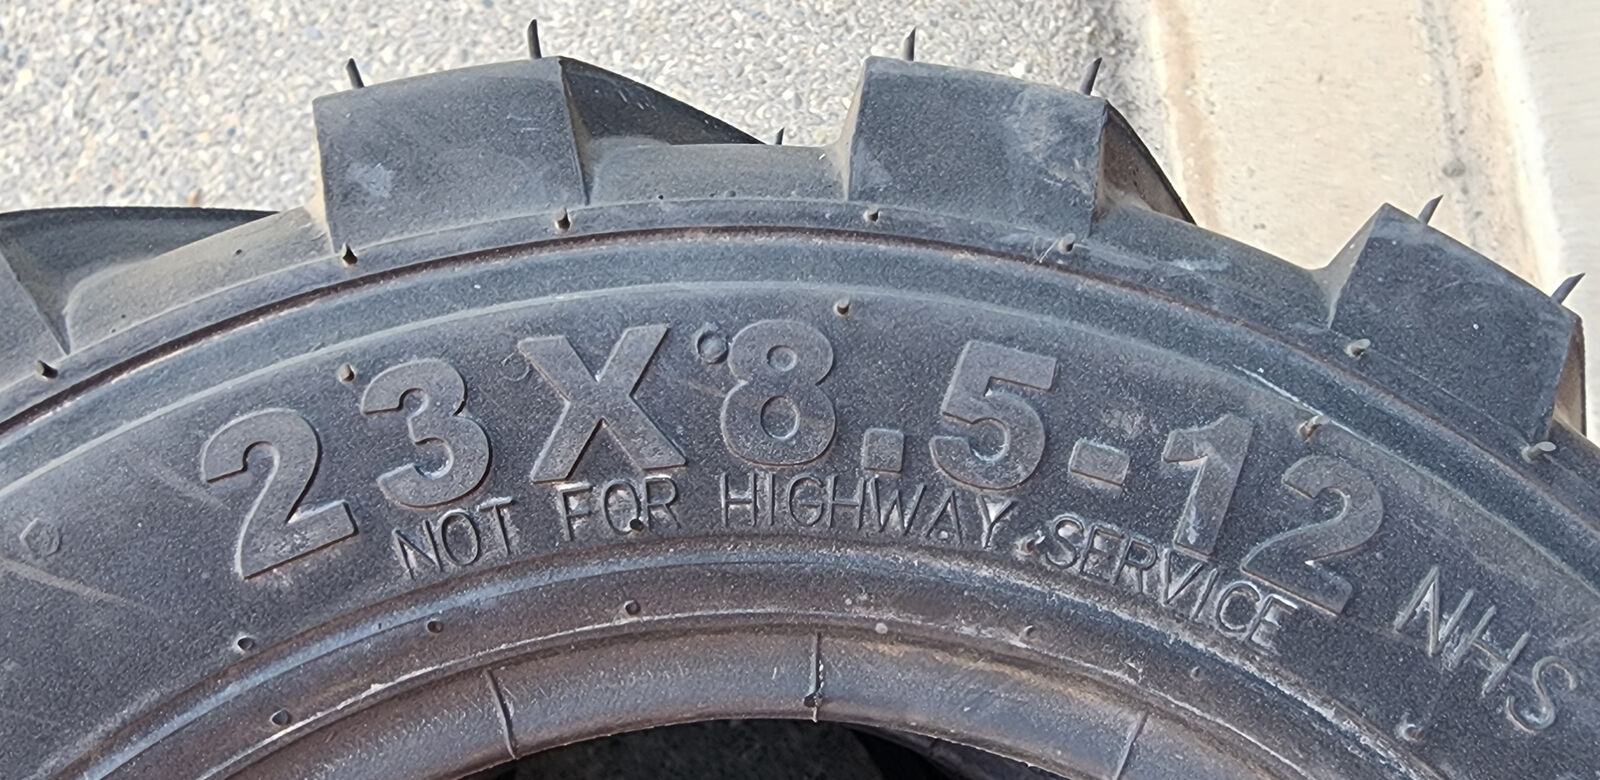 23X8.5-12 NHS
NOT FOR HIGHWAY SERVICE